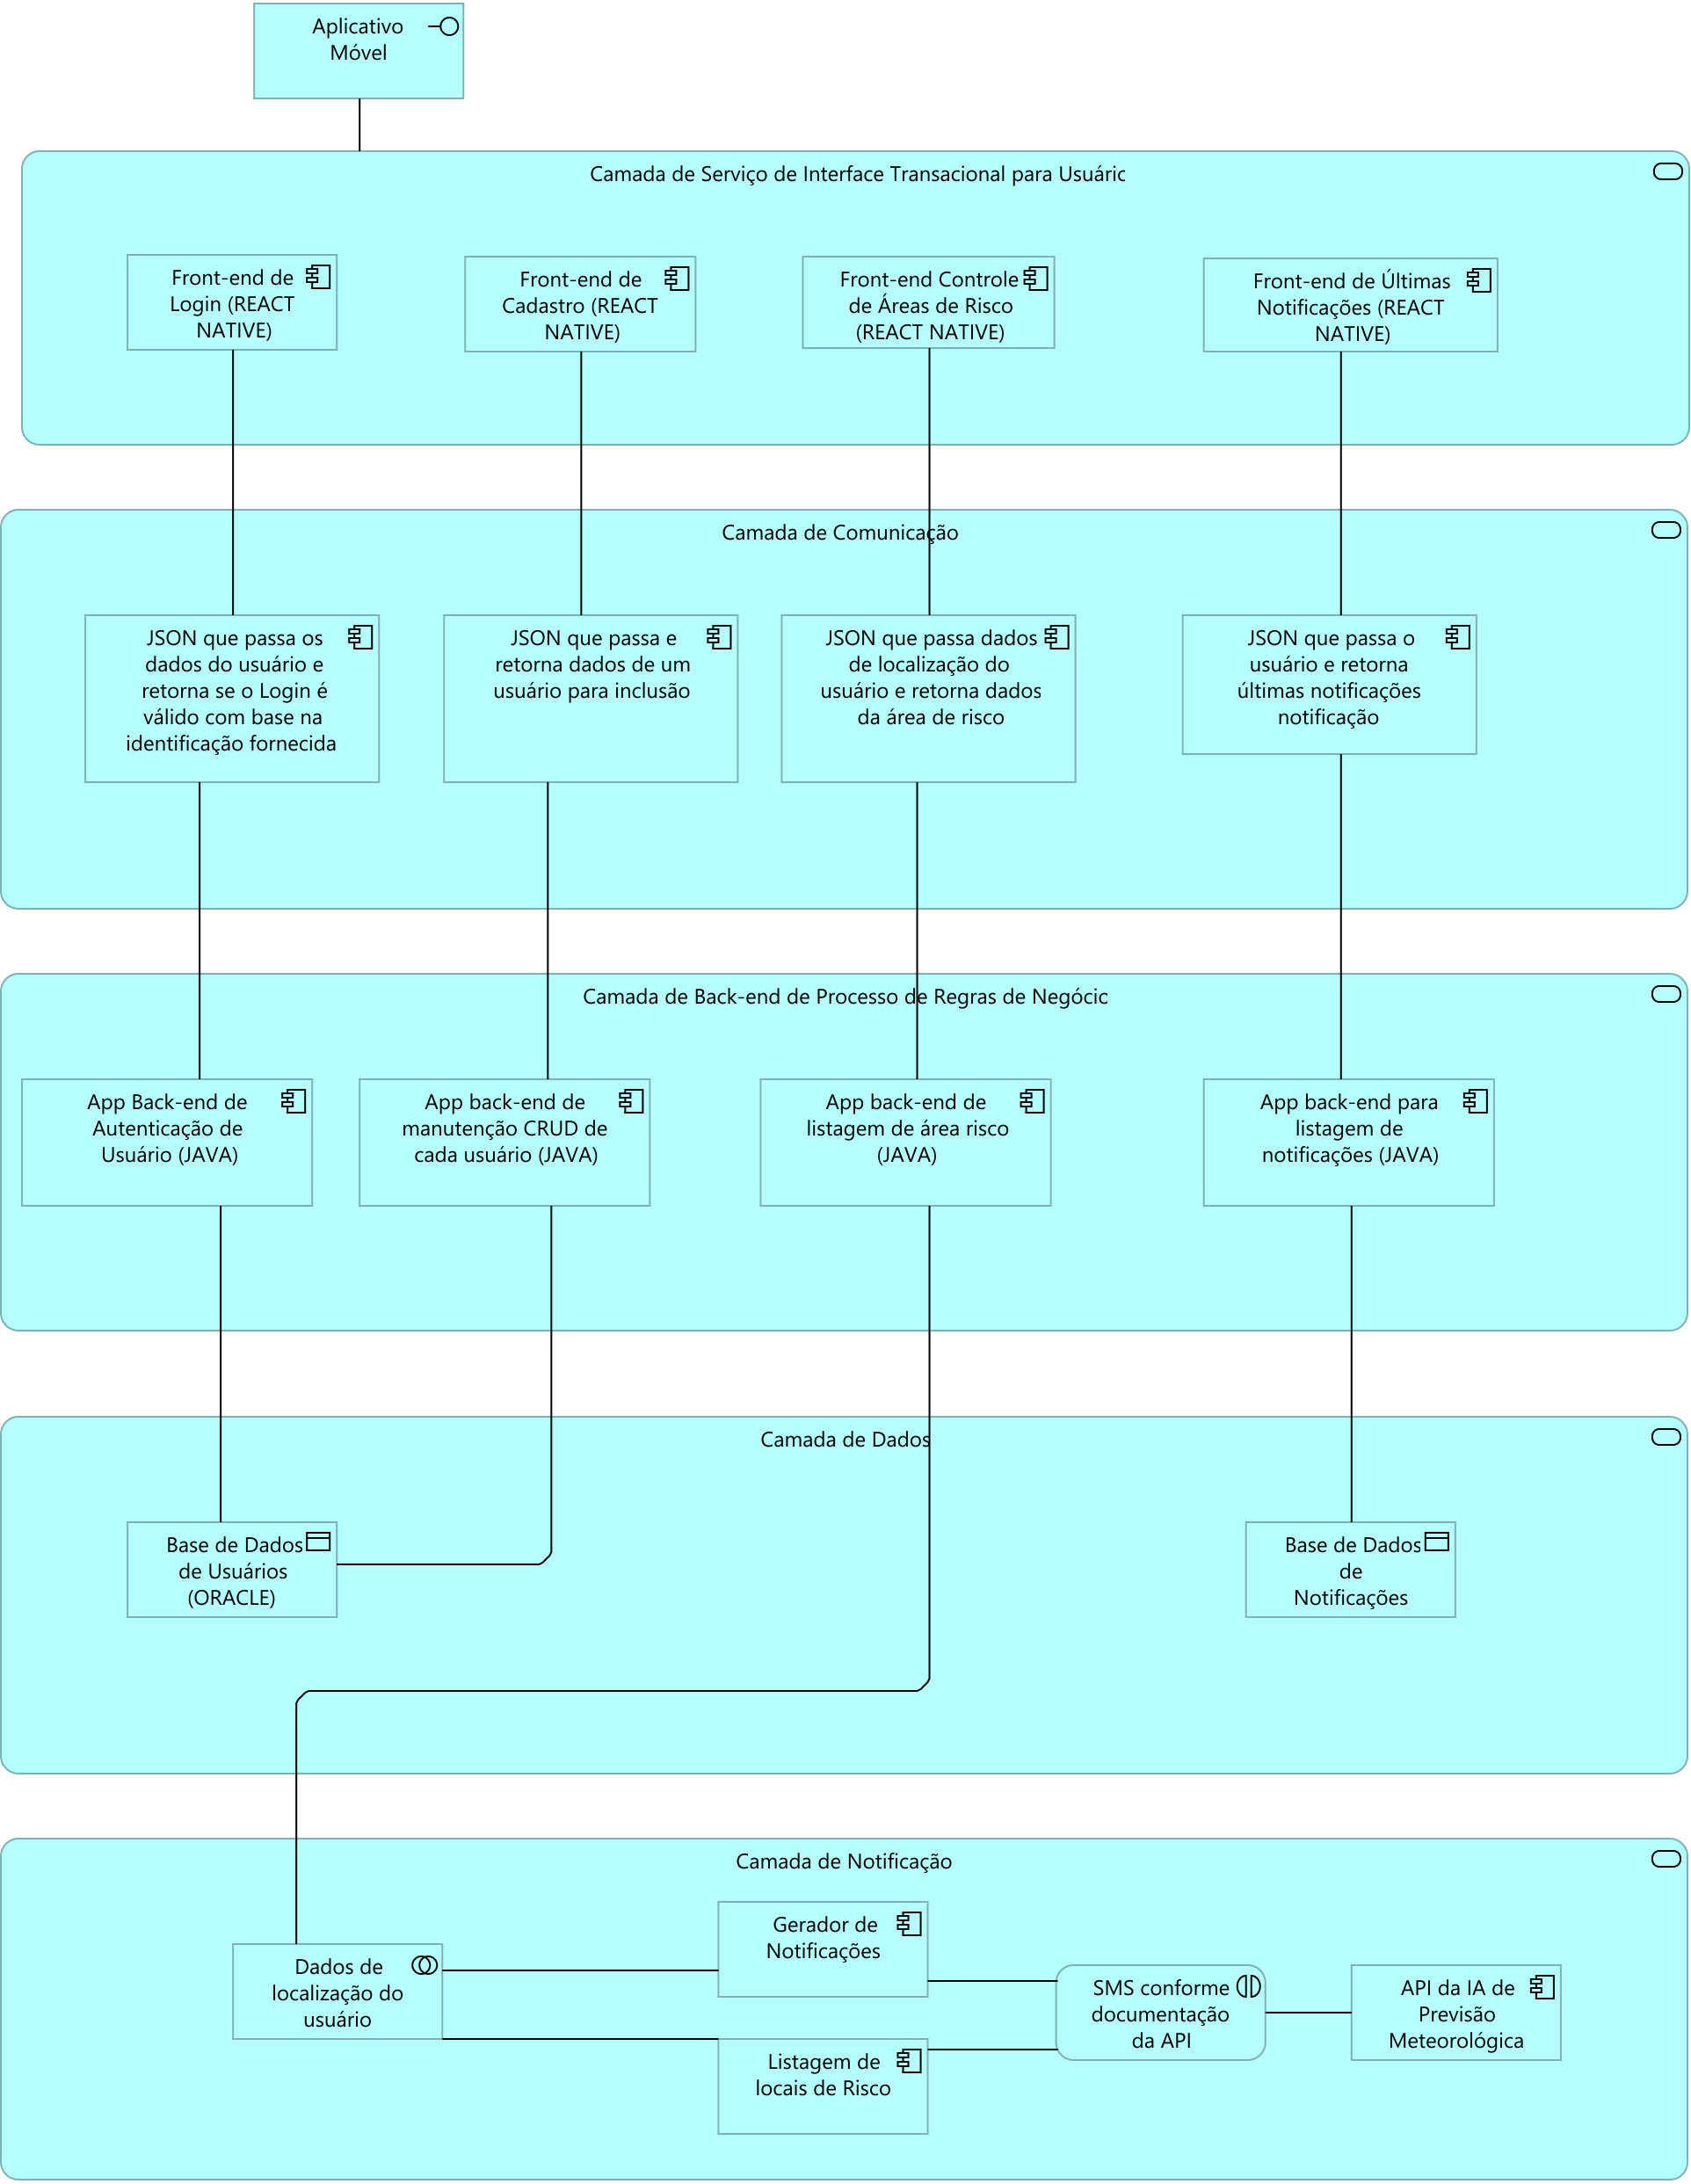 Aplicativo
Móvel
Camada de Serviço de Interface Transacional para Usuáric
Front-end de
Login (REACT
NATIVE)
Front-end de
Cadastro (REACT
NATIVE)
Front-end Controle
de Áreas de Risco
(REACT NATIVE)
Front-end de Últimas
Notificações (REACT
NATIVE)
Camada de Comunicação
JSON que passa os
dados do usuário e
retorna se o Login é
válido com base na
identificação fornecida
JSON que passa e
retorna dados de um
usuário para inclusão
JSON que passa dados
de localização do
usuário e retorna dados
da área de risco
JSON que passa o
usuário e retorna
últimas notificações
notificação
Camada de Back-end de Processo de Regras de Negócic
App Back-end de
Autenticação de
Usuário (JAVA)
App back-end de
manutenção CRUD de
cada usuário (JAVA)
App back-end de
listagem de área risco
(JAVA)
App back-end para
listagem de
notificações (JAVA)
Camada de Dados
Base de Dados
de Usuários
(ORACLE)
Base de Dados
de
Notificações
Camada de Notificação
Dados de
localização do
usuário
Gerador de
Notificações
Listagem de
locais de Risco
SMS conforme
documentação
da API
API da IA de
Previsão
Meteorológica